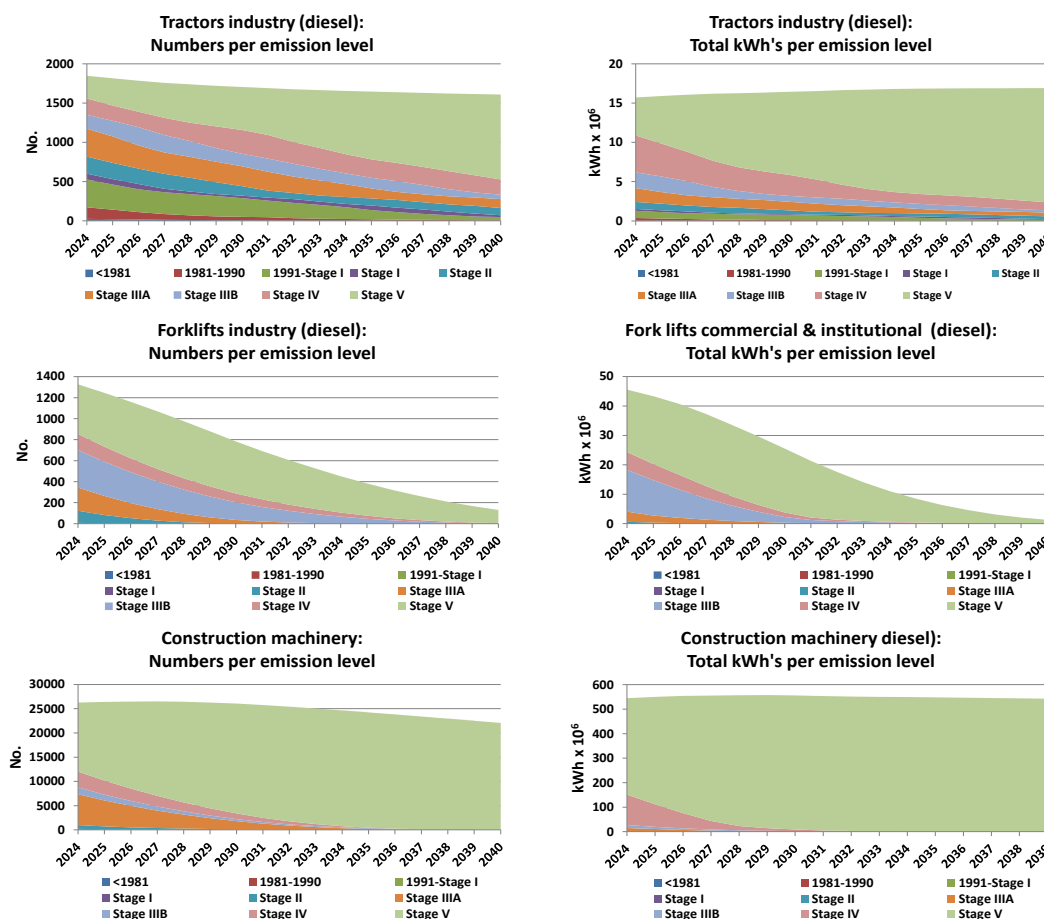 Tractors industry (diesel):
Numbers per emission level
No.
2000
1500
1000
500
0
2024 2025 2026 2027 2028 2029 2030 2031 2032 2033 2034 2035 2036 2037 2038 2039 2040
<1981 1981-1990 1991-Stage I Stage I Stage II
Stage IIIA Stage IIIB Stage IV Stage V
Tractors industry (diesel):
Total kWh's per emission level
kWh x 10⁶
20
15
10
5
0
2024 2025 2026 2027 2028 2029 2030 2031 2032 2033 2034 2035 2036 2037 2038 2039 2040
<1981 1981-1990 1991-Stage I Stage I Stage II
Stage IIIA Stage IIIB Stage IV Stage V
Forklifts industry (diesel):
Numbers per emission level
No.
1400
1200
1000
800
600
400
200
0
2024 2025 2026 2027 2028 2029 2030 2031 2032 2033 2034 2035 2036 2037 2038 2039 2040
<1981 1981-1990 1991-Stage I
Stage I Stage II Stage IIIA
Stage IIIB Stage IV Stage V
Fork lifts commercial & institutional (diesel):
Total kWh's per emission level
kWh x 10⁶
50
40
30
20
10
0
2024 2025 2026 2027 2028 2029 2030 2031 2032 2033 2034 2035 2036 2037 2038 2039 2040
<1981 1981-1990 1991-Stage I
Stage I Stage II Stage IIIA
Stage IIIB Stage IV Stage V
Construction machinery:
Numbers per emission level
No.
30000
25000
20000
15000
10000
5000
0
2024 2025 2026 2027 2028 2029 2030 2031 2032 2033 2034 2035 2036 2037 2038 2039 2040
<1981 1981-1990 1991-Stage I
Stage I Stage II Stage IIIA
Stage IIIB Stage IV Stage V
Construction machinery diesel):
Total kWh's per emission level
kWh x 10⁶
600
500
400
300
200
100
0
2024 2025 2026 2027 2028 2029 2030 2031 2032 2033 2034 2035 2036 2037 2038 2039 2040
<1981 1981-1990 1991-Stage I
Stage I Stage II Stage IIIA
Stage IIIB Stage IV Stage V